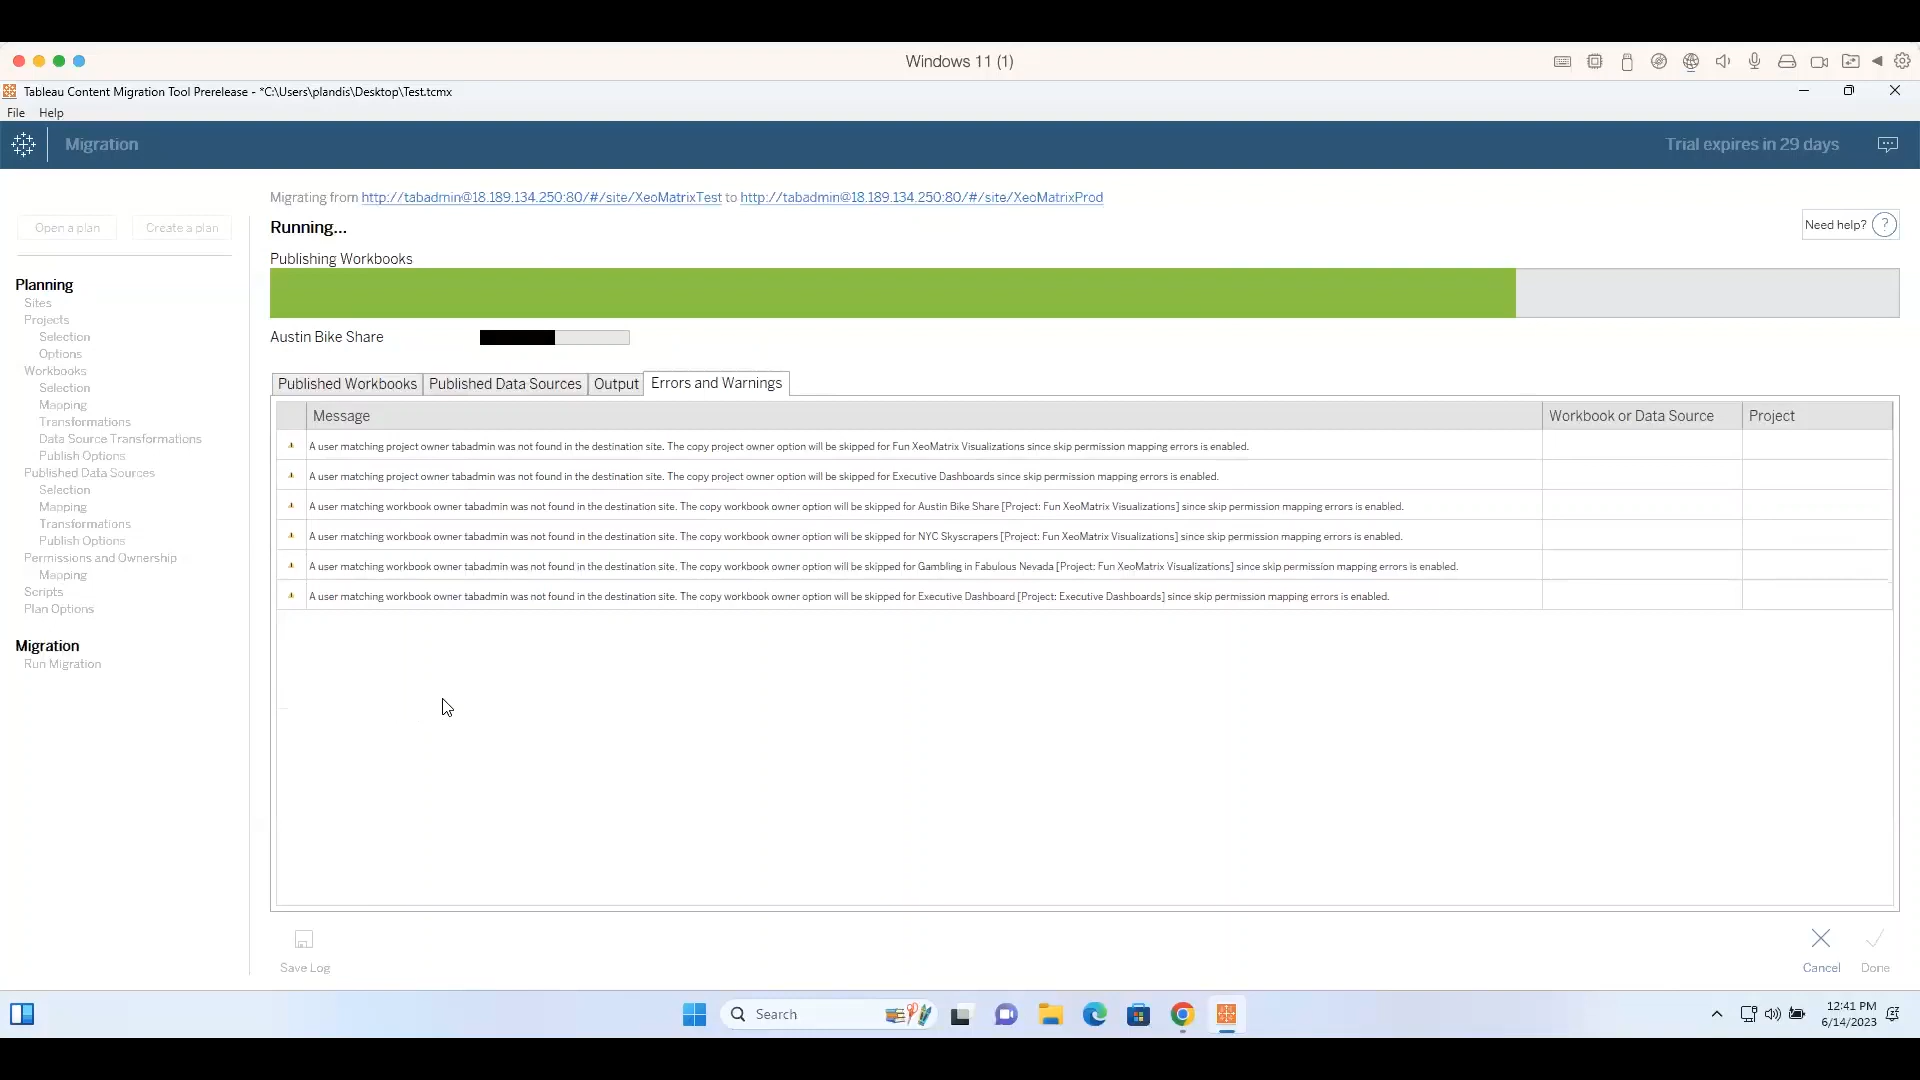 Windows 11 (1)
Tableau Content Migration Tool Prerelease - *C:\Users\plandis\Desktop\Test.tcmx
File Help
Migration
Trial expires in 29 days
Migrating from http://tabadmin@18.189.134.250:80/#/site/XeoMatrixTest to http://tabadmin@18.189.134.250:80/#/site/XeoMatrixProd
Open a plan
Create a plan
Running...
Need help? ?
Publishing Workbooks
Austin Bike Share
Planning
Sites
Projects
Selection
Options
Workbooks
Selection
Mapping
Transformations
Data Source Transformations
Publish Options
Published Data Sources
Selection
Mapping
Transformations
Publish Options
Permissions and Ownership
Mapping
Scripts
Plan Options
Migration
Run Migration
Published Workbooks
Published Data Sources
Output
Errors and Warnings
Message
Workbook or Data Source
Project
A user matching project owner tabadmin was not found in the destination site. The copy project owner option will be skipped for Fun XeoMatrix Visualizations since skip permission mapping errors is enabled.
A user matching project owner tabadmin was not found in the destination site. The copy project owner option will be skipped for Executive Dashboards since skip permission mapping errors is enabled.
A user matching workbook owner tabadmin was not found in the destination site. The copy workbook owner option will be skipped for Austin Bike Share [Project: Fun XeoMatrix Visualizations] since skip permission mapping errors is enabled.
A user matching workbook owner tabadmin was not found in the destination site. The copy workbook owner option will be skipped for NYC Skyscrapers [Project: Fun XeoMatrix Visualizations] since skip permission mapping errors is enabled.
A user matching workbook owner tabadmin was not found in the destination site. The copy workbook owner option will be skipped for Gambling in Fabulous Nevada [Project: Fun XeoMatrix Visualizations] since skip permission mapping errors is enabled.
A user matching workbook owner tabadmin was not found in the destination site. The copy workbook owner option will be skipped for Executive Dashboard [Project: Executive Dashboards] since skip permission mapping errors is enabled.
Save Log
Cancel
Done
Search
12:41 PM
6/14/2023